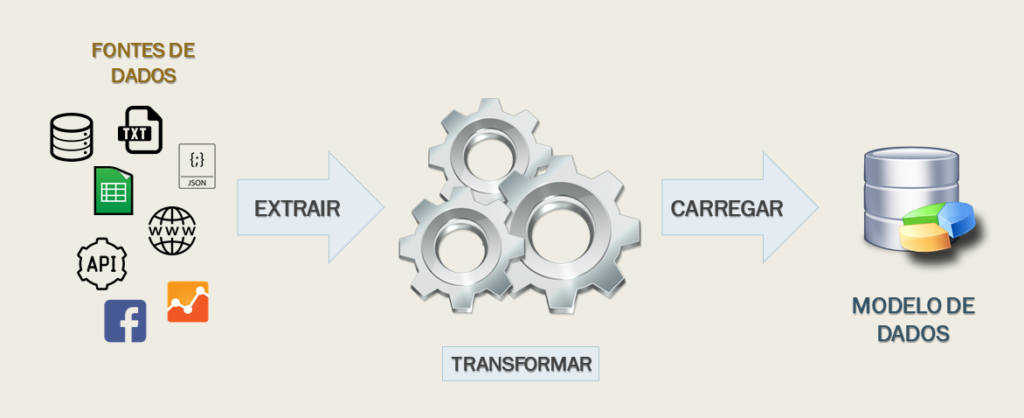 FONTES DE
DADOS
TXT
{;}
JSON
WWW
API
f
EXTRAIR
TRANSFORMAR
CARREGAR
MODELO DE
DADOS